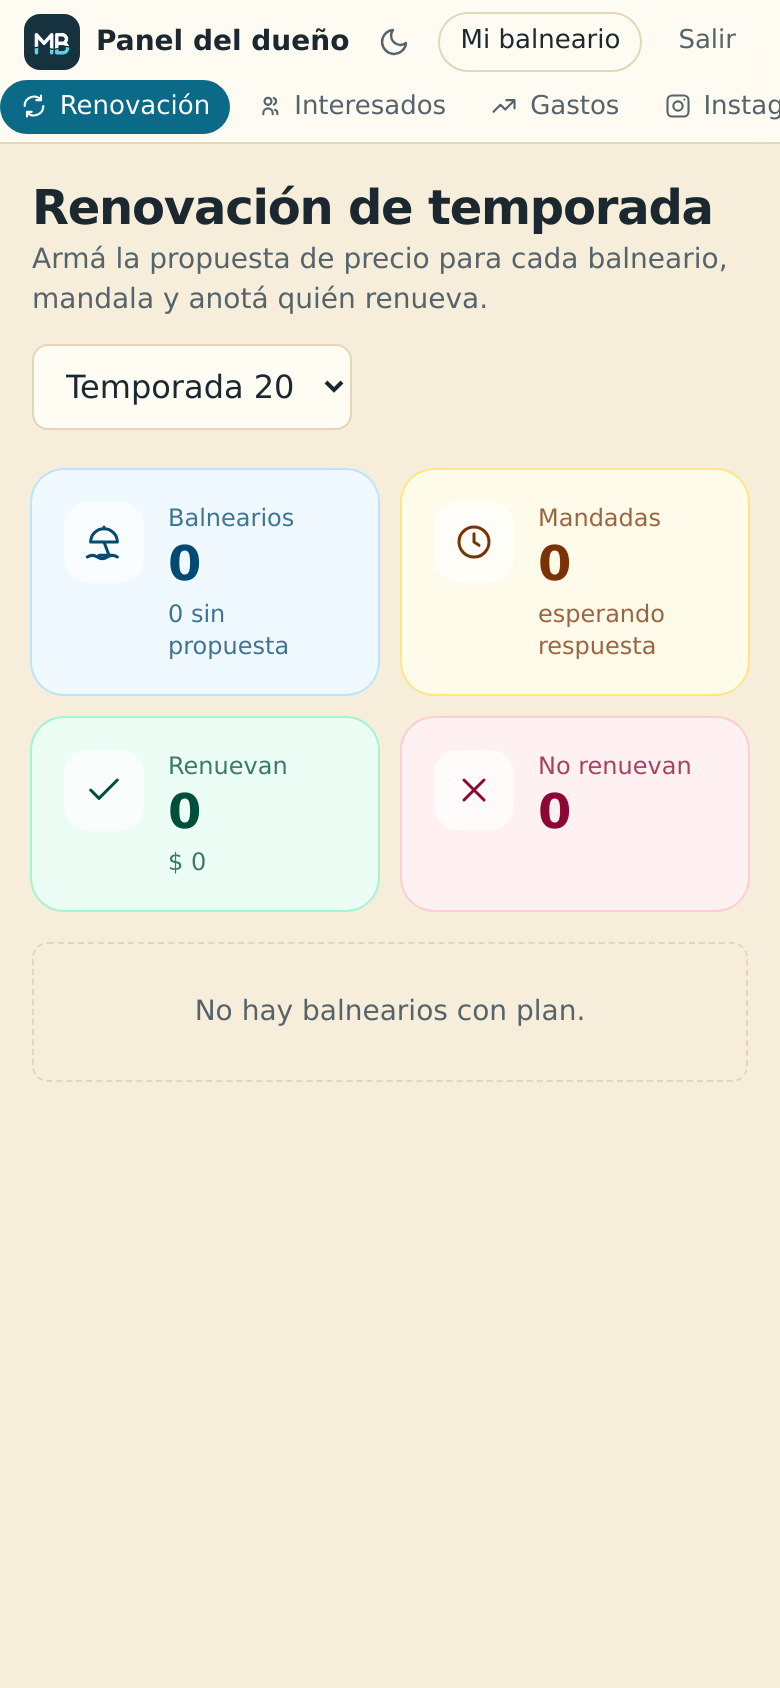 MB Panel del dueño Mi balneario Salir
Renovación Interesados Gastos Instag
Renovación de temporada
Armá la propuesta de precio para cada balneario,
mandala y anotá quién renueva.
Temporada 20
Balnearios
0
0 sin
propuesta
Mandadas
0
esperando
respuesta
Renuevan
0
$ 0
No renuevan
0
No hay balnearios con plan.